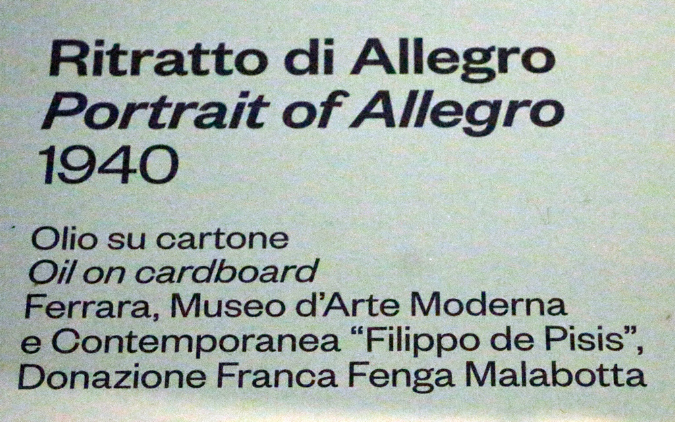 Ritratto di Allegro
Portrait of Allegro
1940
Olio su cartone
Oil on cardboard
Ferrara, Museo d’Arte Moderna
e Contemporanea “Filippo de Pisis”,
Donazione Franca Fenga Malabotta